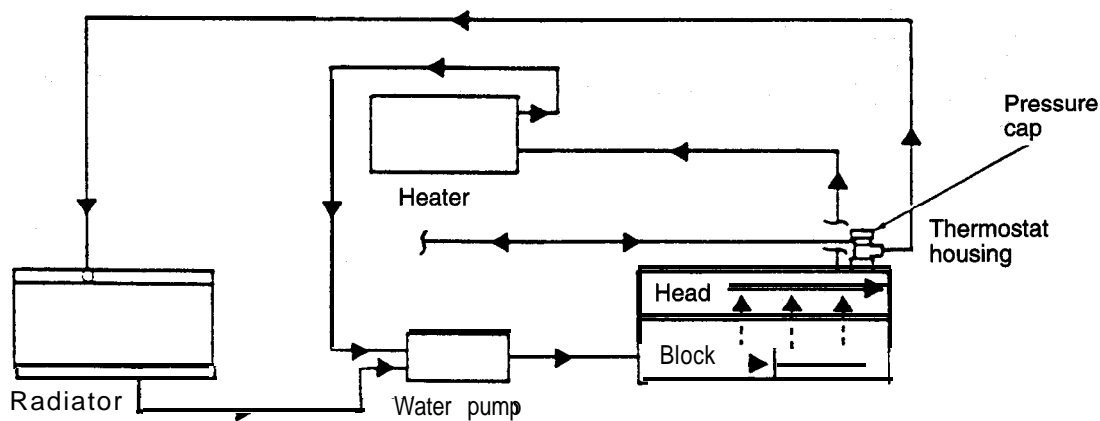 Pressure
cap
Heater
Thermostat
housing
Head
Block
Radiator
Water pump